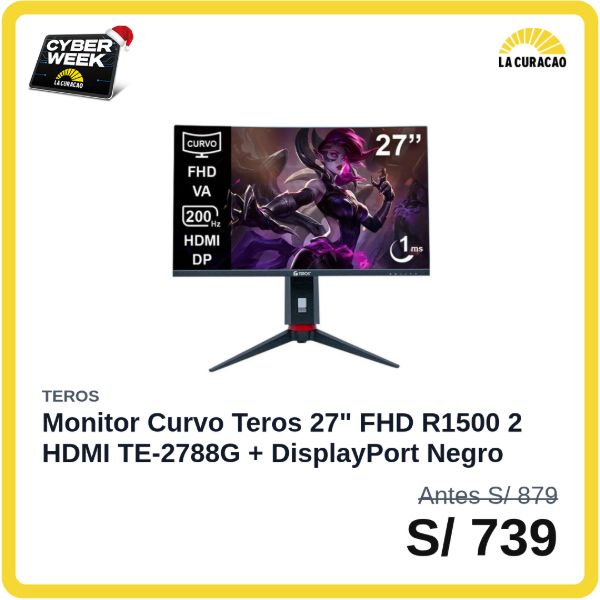 CYBER
WEEK
LA CURACAO
LA CURACAO
CURVO
FHD
VA
200Hz
HDMI
DP
27”
1ms
TEROS
TEROS
Monitor Curvo Teros 27" FHD R1500 2
HDMI TE-2788G + DisplayPort Negro
Antes S/ 879
S/ 739